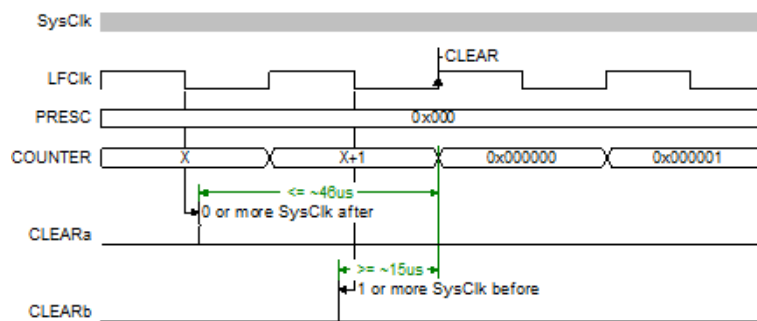 SysClk
CLEAR
LFClk
PRESC
0x000
COUNTER
X
X+1
0x000000
0x000001
<= ~46us
0 or more SysClk after
CLEARa
>= ~15us
1 or more SysClk before
CLEARb